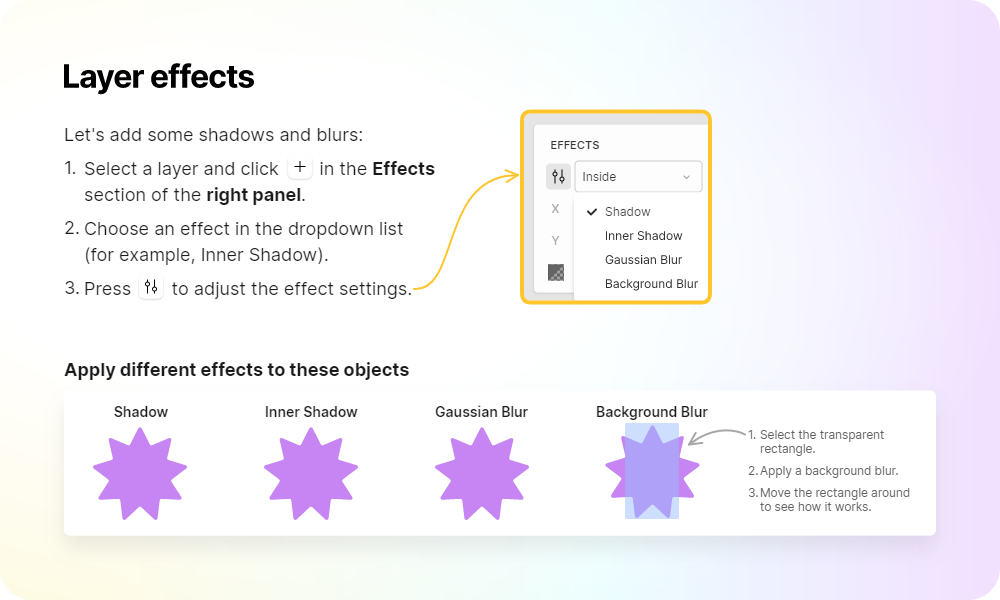 Layer effects
Let's add some shadows and blurs:
1. Select a layer and click + in the Effects
section of the right panel.
2. Choose an effect in the dropdown list
(for example, Inner Shadow).
3. Press to adjust the effect settings.
EFFECTS
Inside
X
Y
Shadow
Inner Shadow
Gaussian Blur
Background Blur
Apply different effects to these objects
Shadow
Inner Shadow
Gaussian Blur
Background Blur
1. Select the transparent
rectangle.
2. Apply a background blur.
3. Move the rectangle around
to see how it works.